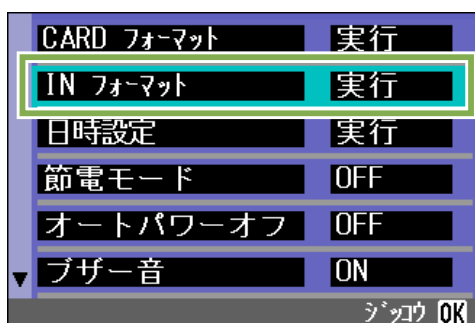 CARD フォーマット 実行
IN フォーマット 実行
日時設定 実行
節電モード OFF
オートパワーオフ OFF
ブザー音 ON
ジッコウ OK